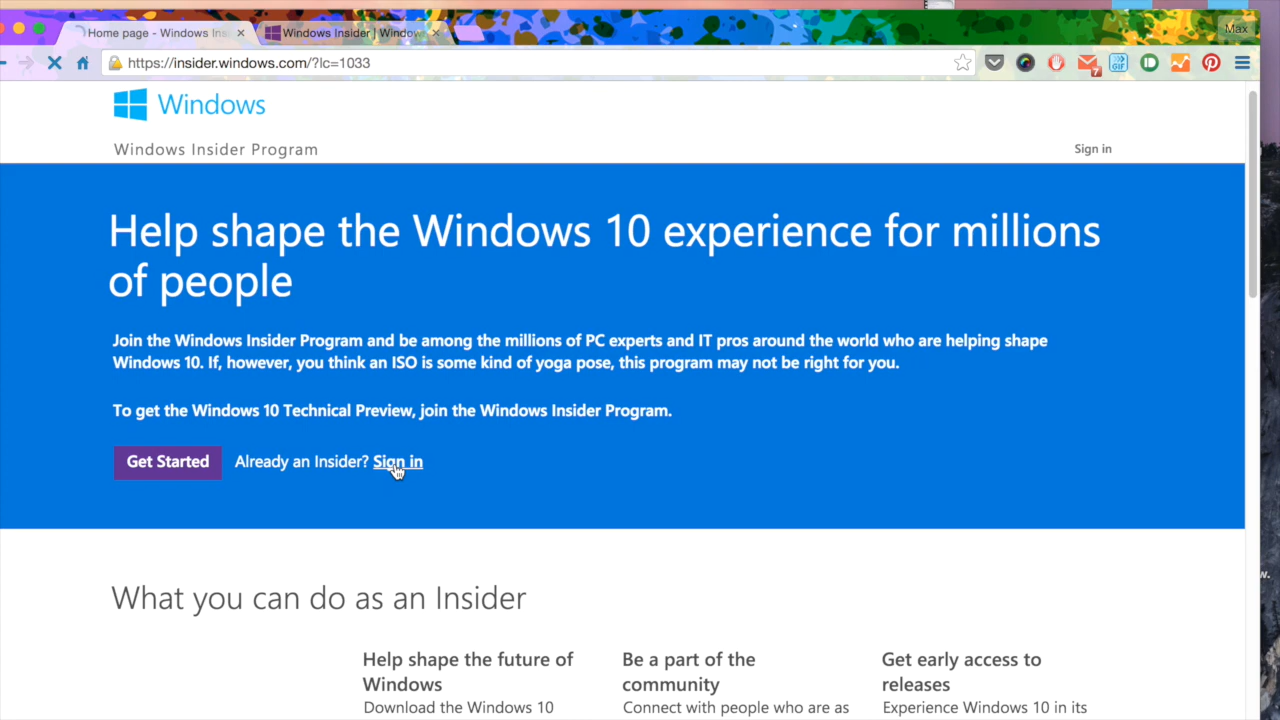 Home page - Windows Ins
Windows Insider | Window
Max
https://insider.windows.com/?lc=1033
7
GIF
Windows
Windows Insider Program
Sign in
Help shape the Windows 10 experience for millions
of people
Join the Windows Insider Program and be among the millions of PC experts and IT pros around the world who are helping shape
Windows 10. If, however, you think an ISO is some kind of yoga pose, this program may not be right for you.
To get the Windows 10 Technical Preview, join the Windows Insider Program.
Get Started
Already an Insider? Sign in
What you can do as an Insider
Help shape the future of
Windows
Download the Windows 10
Be a part of the
community
Connect with people who are as
Get early access to
releases
Experience Windows 10 in its
w.